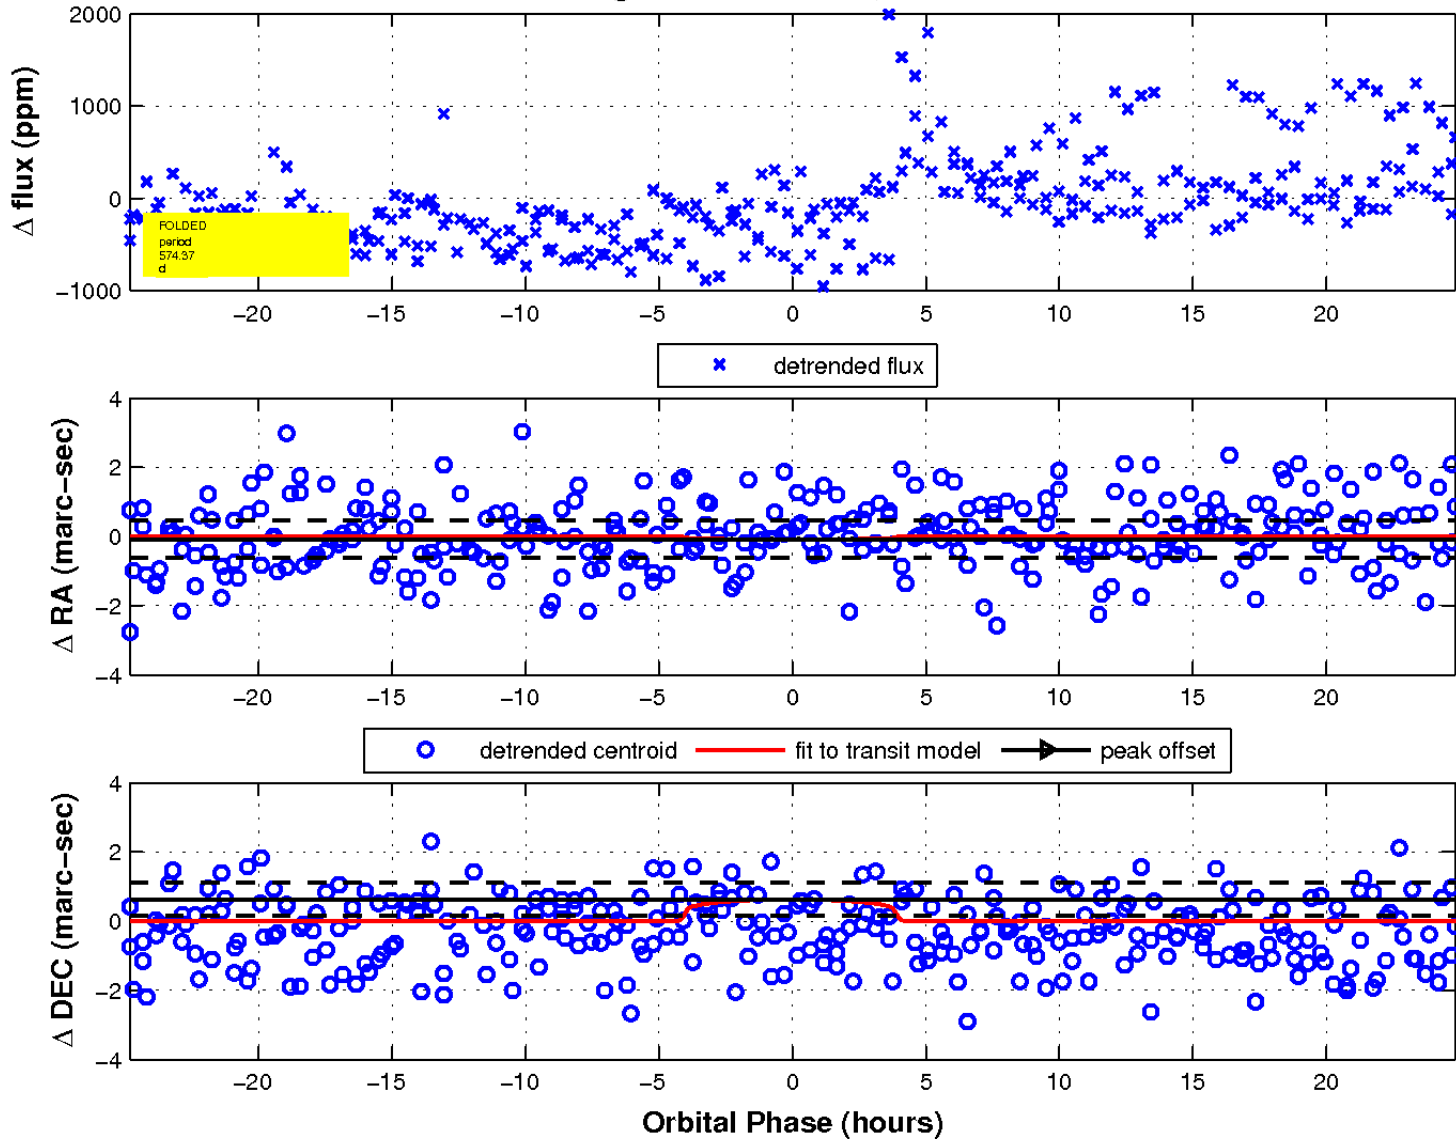 2000
1000
0
−1000
Δ flux (ppm)
FOLDED
period
574.37
d
−20 −15 −10 −5 0 5 10 15 20
detrended flux
4
2
0
−2
−4
Δ RA (marc−sec)
−20 −15 −10 −5 0 5 10 15 20
detrended centroid fit to transit model peak offset
4
2
0
−2
−4
Δ DEC (marc−sec)
−20 −15 −10 −5 0 5 10 15 20
Orbital Phase (hours)